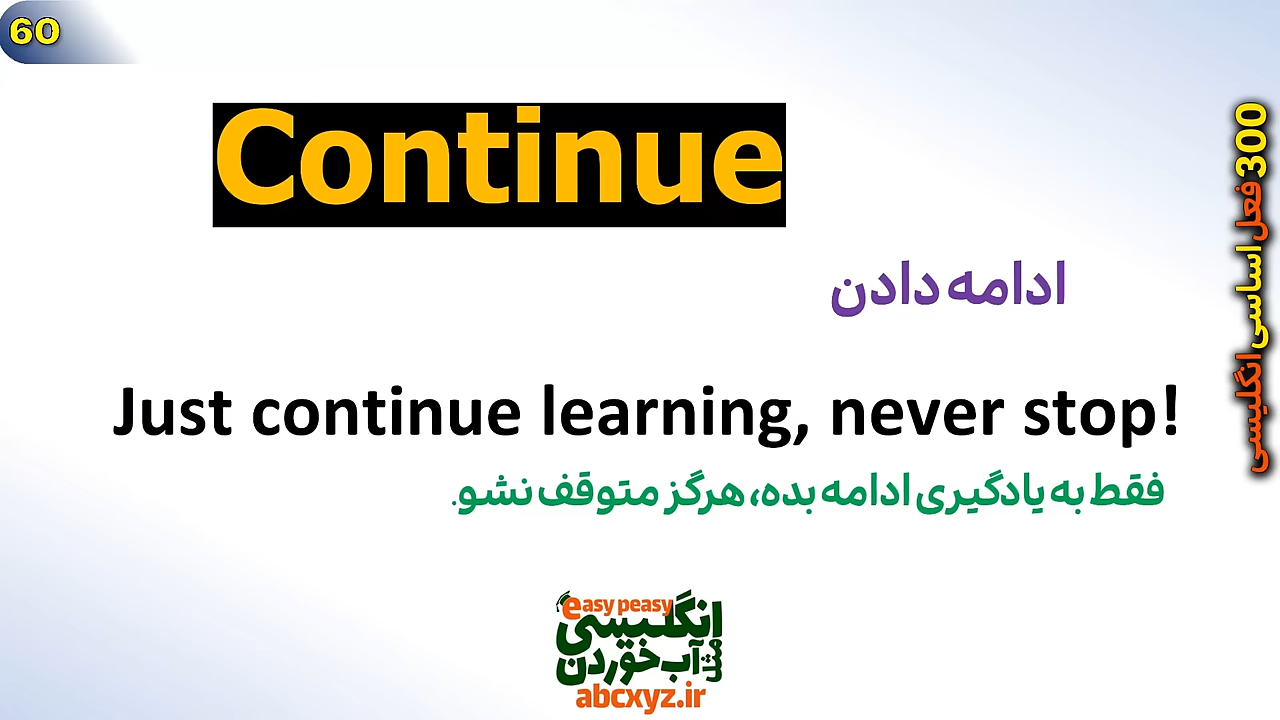 60
Continue
ادامه دادن
Just continue learning, never stop!
فقط به یادگیری ادامه بده، هرگز متوقف نشو.
300 فعل اساسی انگلیسی
easy peasy
انگلیسی
مثل آب خوردن
abcxyz.ir